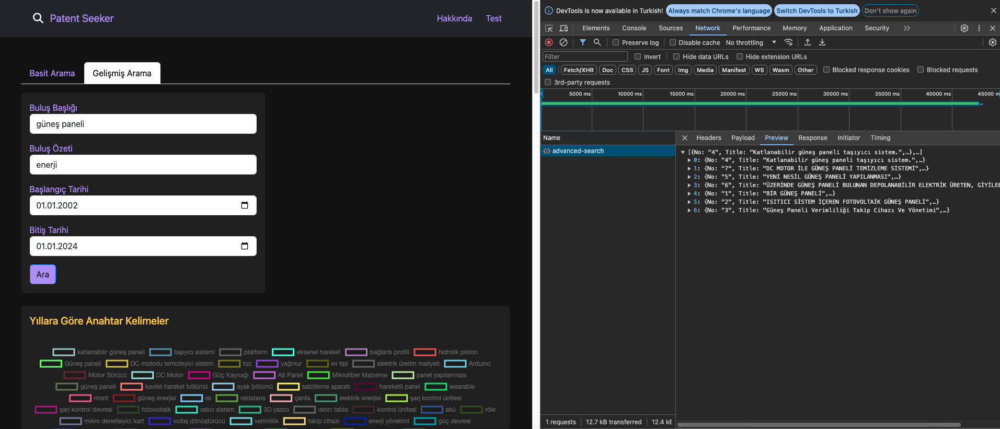 Patent Seeker
Hakkında Test
Basit Arama Gelişmiş Arama
Buluş Başlığı
güneş paneli
Buluş Özeti
enerji
Başlangıç Tarihi
01.01.2002
Bitiş Tarihi
01.01.2024
Ara
Yıllara Göre Anahtar Kelimeler
katlanabilir güneş paneli taşıyıcı sistemi platform eksenel hareket bağlantı profili hidrolik piston
Güneş paneli DC motorlu temizleyici sistem toz yağmur ev tipi elektrik üretim maliyeti Arduino
Motor Sürücü DC Motor Güç Kaynağı Alt Panel Mikrofiber Malzeme panel yapılanması
güneş paneli kavisli hareket bölümü ayak bölümü sabitleme aparatı hareketli panel wearable
mont güneş enerjisi ısı rezistans çanta elektrik enerjisi şarj kontrol ünitesi
şarj kontrol devresi fotovoltaik ısıtıcı sistem 3D yazıcı ısıtıcı tabla kontrol ünitesi akü röle
mikro denetleyici kart voltaj dönüştürücü verimlilik takip cihazı enerji yönetimi güç devresi
DevTools is now available in Turkish! Always match Chrome's language Switch DevTools to Turkish Don't show again
Elements Console Sources Network Performance Memory Application Security
Preserve log Disable cache No throttling
Filter Invert Hide data URLs Hide extension URLs
All Fetch/XHR Doc CSS JS Font Img Media Manifest WS Wasm Other Blocked response cookies Blocked requests
3rd-party requests
5000 ms 10000 ms 15000 ms 20000 ms 25000 ms 30000 ms 35000 ms 40000 ms 45000 m
Name
advanced-search
Headers Payload Preview Response Initiator Timing
[{No: "4", Title: "Katlanabilir güneş paneli taşıyıcı sistem.",…},…]
0: {No: "4", Title: "Katlanabilir güneş paneli taşıyıcı sistem.",…}
1: {No: "7", Title: "DC MOTOR İLE GÜNEŞ PANELİ TEMİZLEME SİSTEMİ",…}
2: {No: "5", Title: "YENİ NESİL GÜNEŞ PANELİ YAPILANMASI",…}
3: {No: "6", Title: "ÜZERİNDE GÜNEŞ PANELİ BULUNAN DEPOLANABİLİR ELEKTRİK ÜRETEN, GİYİLEB
4: {No: "1", Title: "BİR GÜNEŞ PANELİ",…}
5: {No: "2", Title: "ISITICI SİSTEM İÇEREN FOTOVOLTAİK GÜNEŞ PANELİ",…}
6: {No: "3", Title: "Güneş Paneli Verimliliği Takip Cihazı Ve Yönetimi",…}
1 requests 12.7 kB transferred 12.4 kE